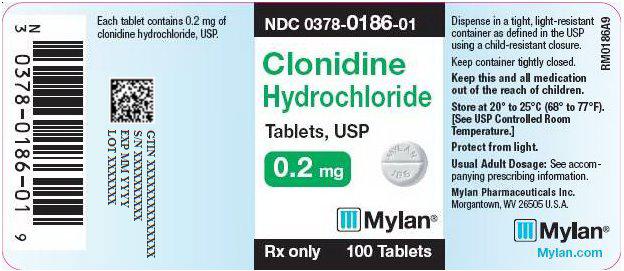 N
3 0378-0186-01 9
Each tablet contains 0.2 mg of
clonidine hydrochloride, USP.
GTIN XXXXXXXXXXXXXX
S/N XXXXXXXXXX
EXP MM YYYY
LOT XXXXXX
NDC 0378-0186-01
Clonidine
Hydrochloride
Tablets, USP
0.2 mg
MYLAN
186
Mylan®
Rx only 100 Tablets
Dispense in a tight, light-resistant
container as defined in the USP
using a child-resistant closure.
Keep container tightly closed.
Keep this and all medication
out of the reach of children.
Store at 20° to 25°C (68° to 77°F).
[See USP Controlled Room
Temperature.]
Protect from light.
Usual Adult Dosage: See accom-
panying prescribing information.
Mylan Pharmaceuticals Inc.
Morgantown, WV 26505 U.S.A.
Mylan®
Mylan.com
RM0186A9